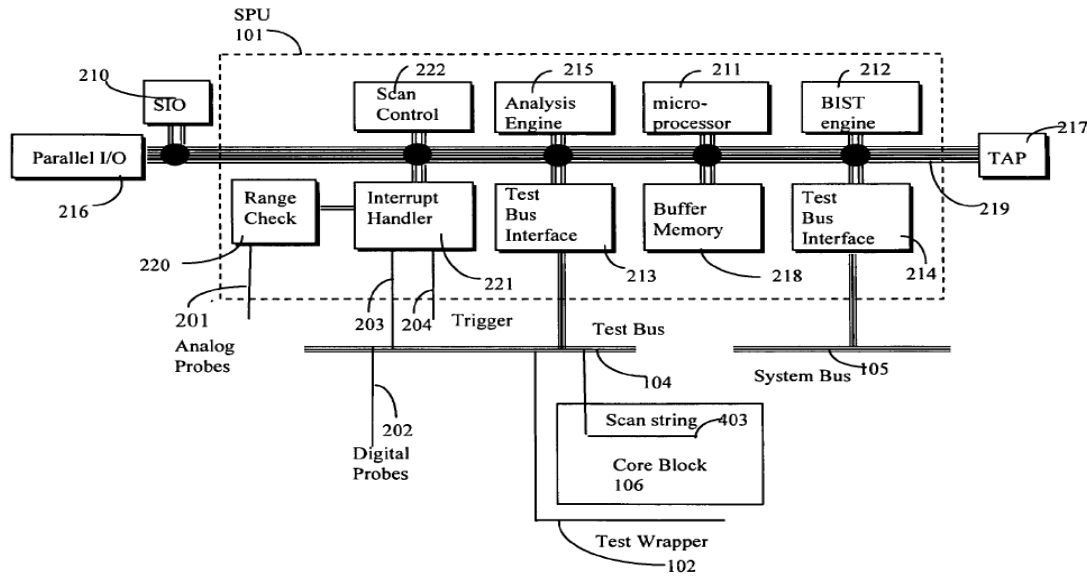 SPU
101
210
222
215
211
212
217
SIO
Scan
Control
Analysis
Engine
micro-
processor
BIST
engine
Parallel I/O
TAP
216
Range
Check
Interrupt
Handler
Test
Bus
Interface
Buffer
Memory
Test
Bus
Interface
219
220
221
213
218
214
201
203
204
Trigger
Test Bus
Analog
Probes
104
System Bus
105
202
Digital
Probes
Scan string
403
Core Block
106
Test Wrapper
102